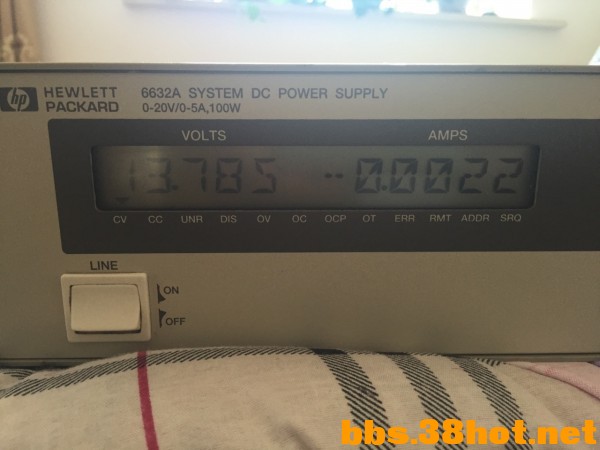 hp HEWLETT PACKARD
6632A SYSTEM DC POWER SUPPLY
0-20V/0-5A,100W
VOLTS AMPS
13.785 -0.0022
CV CC UNR DIS OV OC OCP OT ERR RMT ADDR SRQ
LINE
ON
OFF
bbs.38hot.net